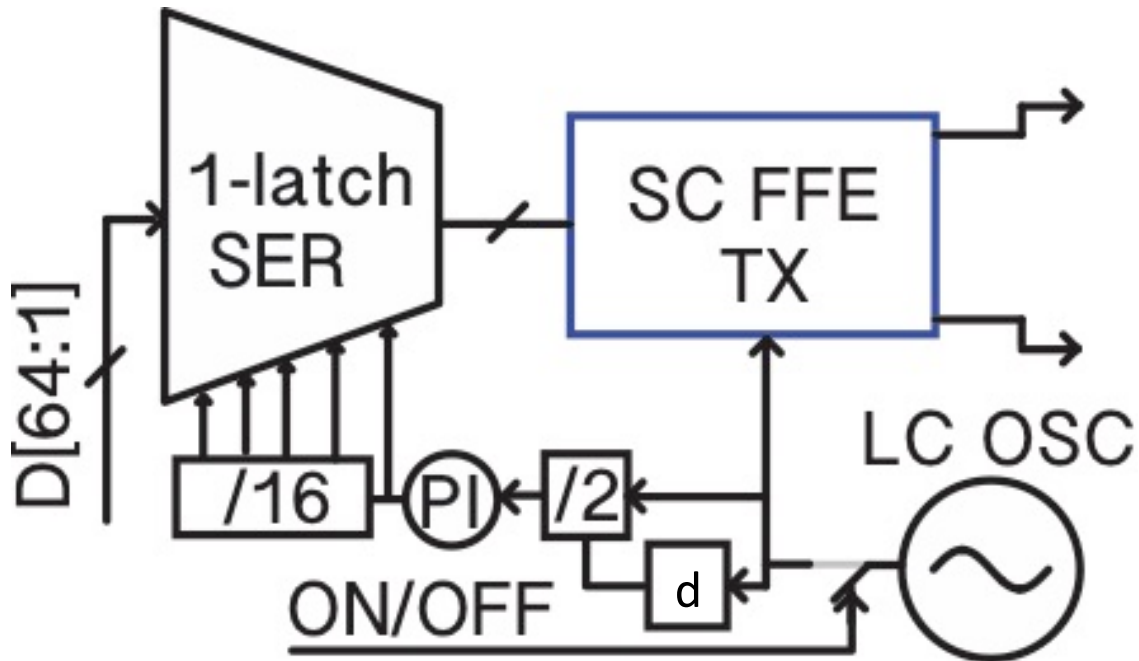 1-latch
SER
SC FFE
TX
D[64:1]
LC OSC
/16
PI
/2
d
ON/OFF